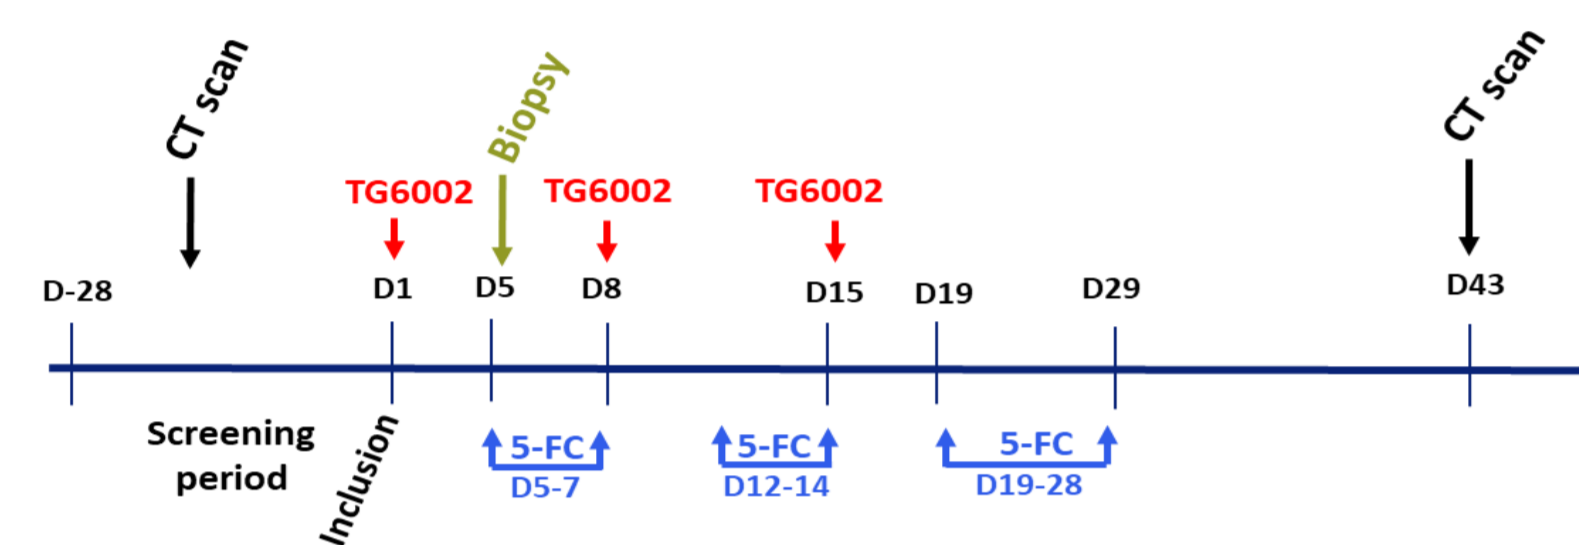 CT scan
Biopsy
CT scan
TG6002
TG6002
TG6002
D-28
D1
D5
D8
D15
D19
D29
D43
Screening
period
Inclusion
5-FC
D5-7
5-FC
D12-14
5-FC
D19-28